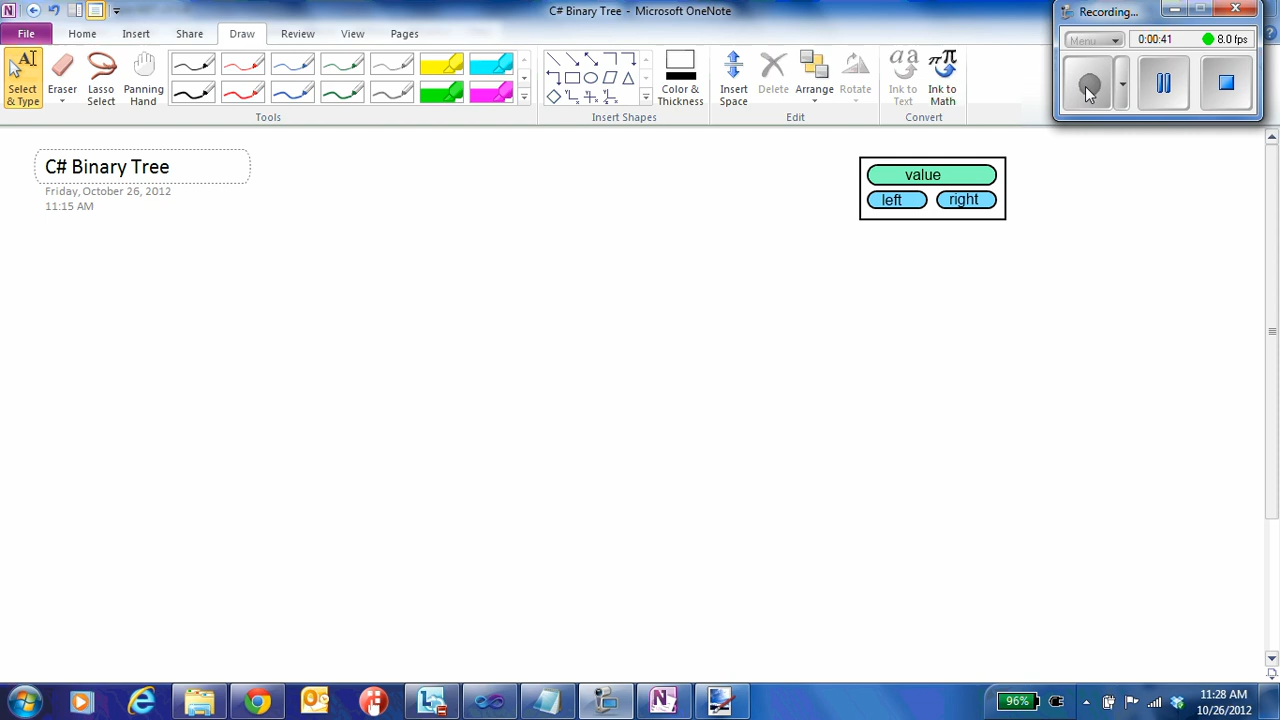 C# Binary Tree - Microsoft OneNote
Recording...
File Home Insert Share Draw Review View Pages
Menu 0:00:41 8.0 fps
Select & Type
Eraser
Lasso Select
Panning Hand
Color & Thickness
Insert Space
Delete
Arrange
Rotate
Ink to Text
Ink to Math
Tools
Insert Shapes
Edit
Convert
C# Binary Tree
Friday, October 26, 2012
11:15 AM
value
left right
96%
11:28 AM
10/26/2012